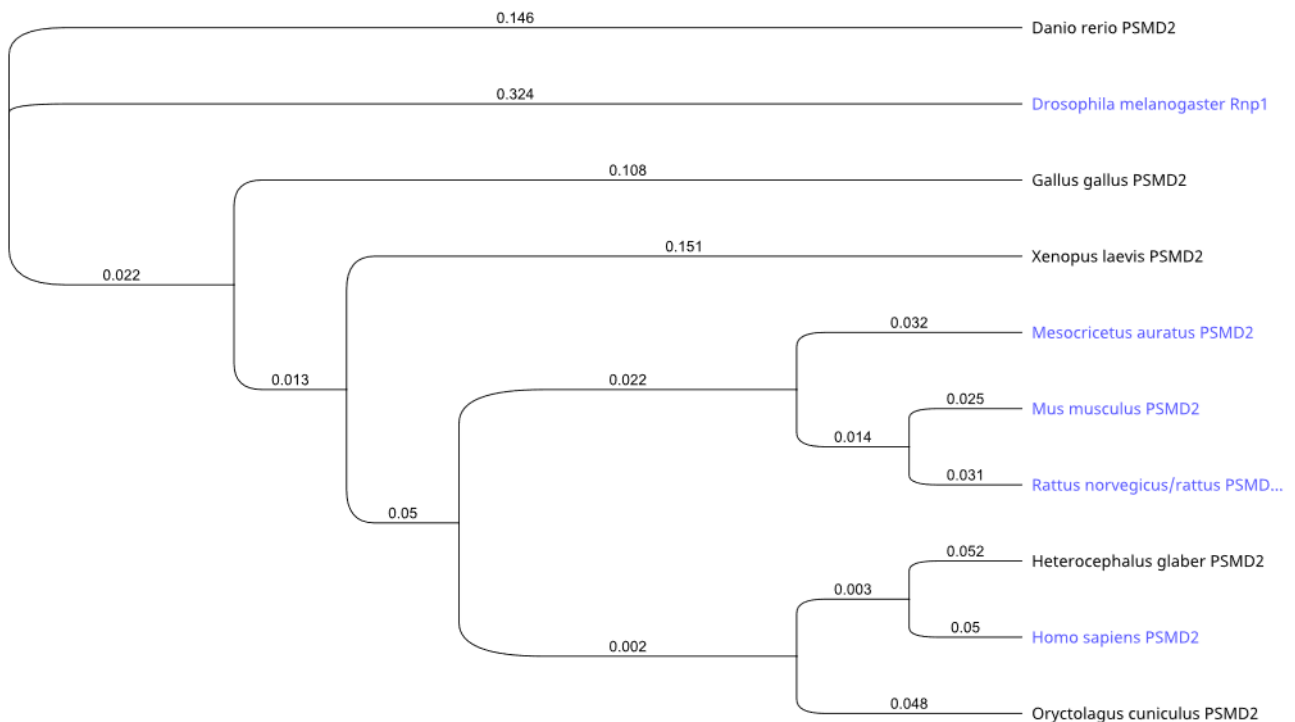 0.146
Danio rerio PSMD2
0.324
Drosophila melanogaster Rnp1
0.108
Gallus gallus PSMD2
0.151
Xenopus laevis PSMD2
0.022
0.032
Mesocricetus auratus PSMD2
0.013
0.022
0.025
Mus musculus PSMD2
0.014
0.031
Rattus norvegicus/rattus PSMD...
0.05
0.052
Heterocephalus glaber PSMD2
0.003
0.05
Homo sapiens PSMD2
0.002
0.048
Oryctolagus cuniculus PSMD2